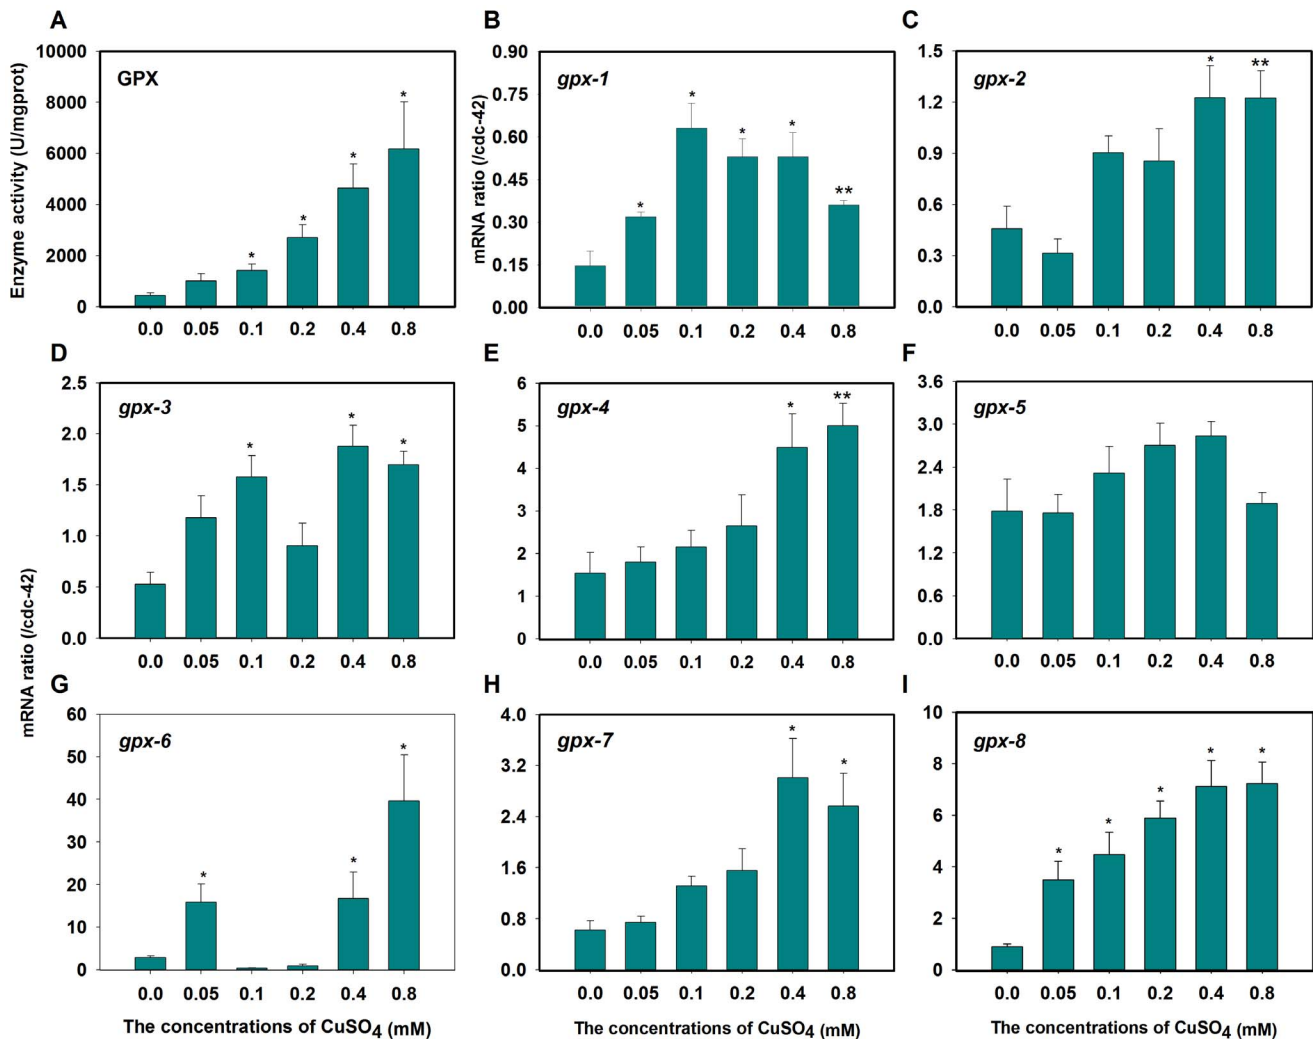 A
B
C
GPX
Enzyme activity (U/mgprot)
10000
8000
6000
4000
2000
0
* * * *
0.0 0.05 0.1 0.2 0.4 0.8
gpx-1
mRNA ratio (/cdc-42)
0.90
0.75
0.60
0.45
0.30
0.15
0.00
* * * * **
0.0 0.05 0.1 0.2 0.4 0.8
gpx-2
1.5
1.2
0.9
0.6
0.3
0.0
* **
0.0 0.05 0.1 0.2 0.4 0.8
D
E
F
gpx-3
mRNA ratio (/cdc-42)
2.5
2.0
1.5
1.0
0.5
0.0
* * *
0.0 0.05 0.1 0.2 0.4 0.8
gpx-4
6
5
4
3
2
1
0
* **
0.0 0.05 0.1 0.2 0.4 0.8
gpx-5
3.6
3.0
2.4
1.8
1.2
0.6
0.0
0.0 0.05 0.1 0.2 0.4 0.8
G
H
I
gpx-6
60
50
40
30
20
10
0
* * *
0.0 0.05 0.1 0.2 0.4 0.8
The concentrations of CuSO4 (mM)
gpx-7
4.0
3.2
2.4
1.6
0.8
0.0
* *
0.0 0.05 0.1 0.2 0.4 0.8
The concentrations of CuSO4 (mM)
gpx-8
10
8
6
4
2
0
* * * * *
0.0 0.05 0.1 0.2 0.4 0.8
The concentrations of CuSO4 (mM)